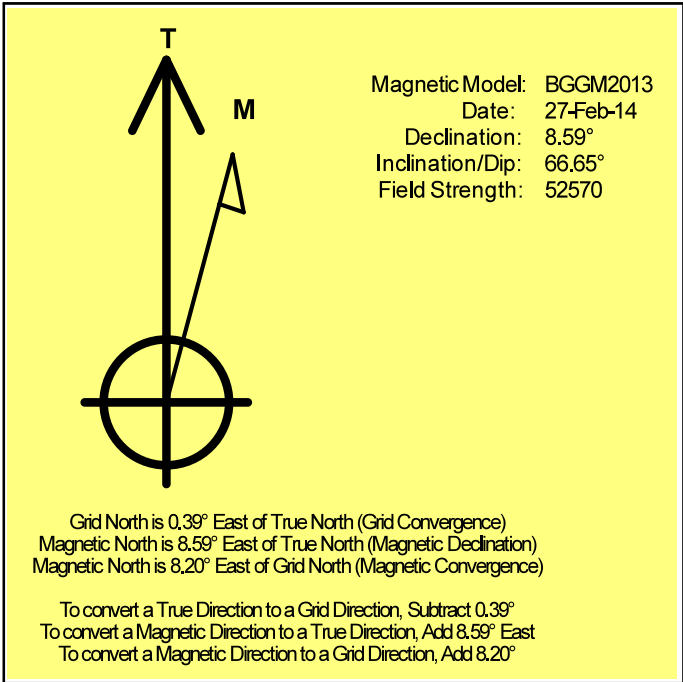 T
M
Magnetic Model: BGGM2013
Date: 27-Feb-14
Declination: 8.59°
Inclination/Dip: 66.65°
Field Strength: 52570
Grid North is 0.39° East of True North (Grid Convergence)
Magnetic North is 8.59° East of True North (Magnetic Declination)
Magnetic North is 8.20° East of Grid North (Magnetic Convergence)
To convert a True Direction to a Grid Direction, Subtract 0.39°
To convert a Magnetic Direction to a True Direction, Add 8.59° East
To convert a Magnetic Direction to a Grid Direction, Add 8.20°